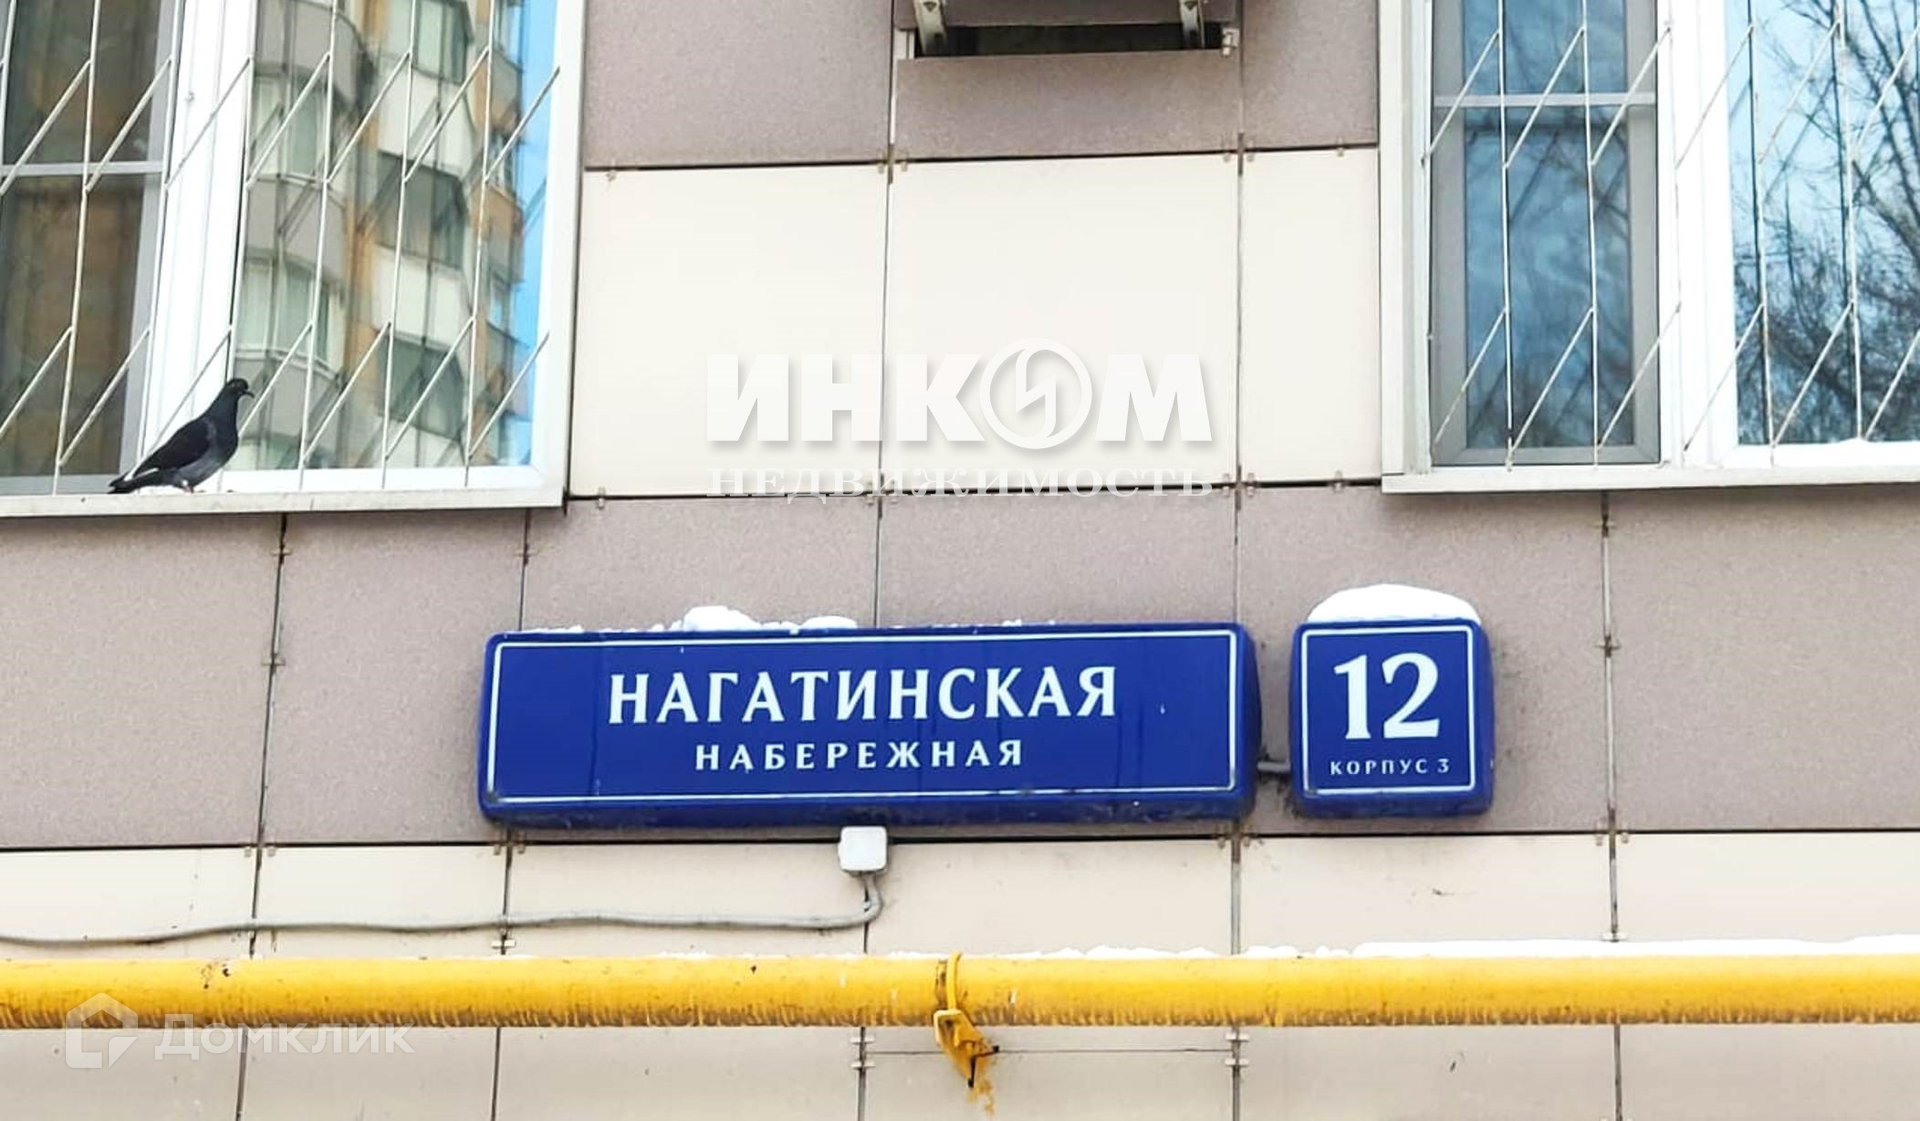 ИНКОМ
НЕДВИЖИМОСТЬ
НАГАТИНСКАЯ
НАБЕРЕЖНАЯ
12
КОРПУС 3
Домклик